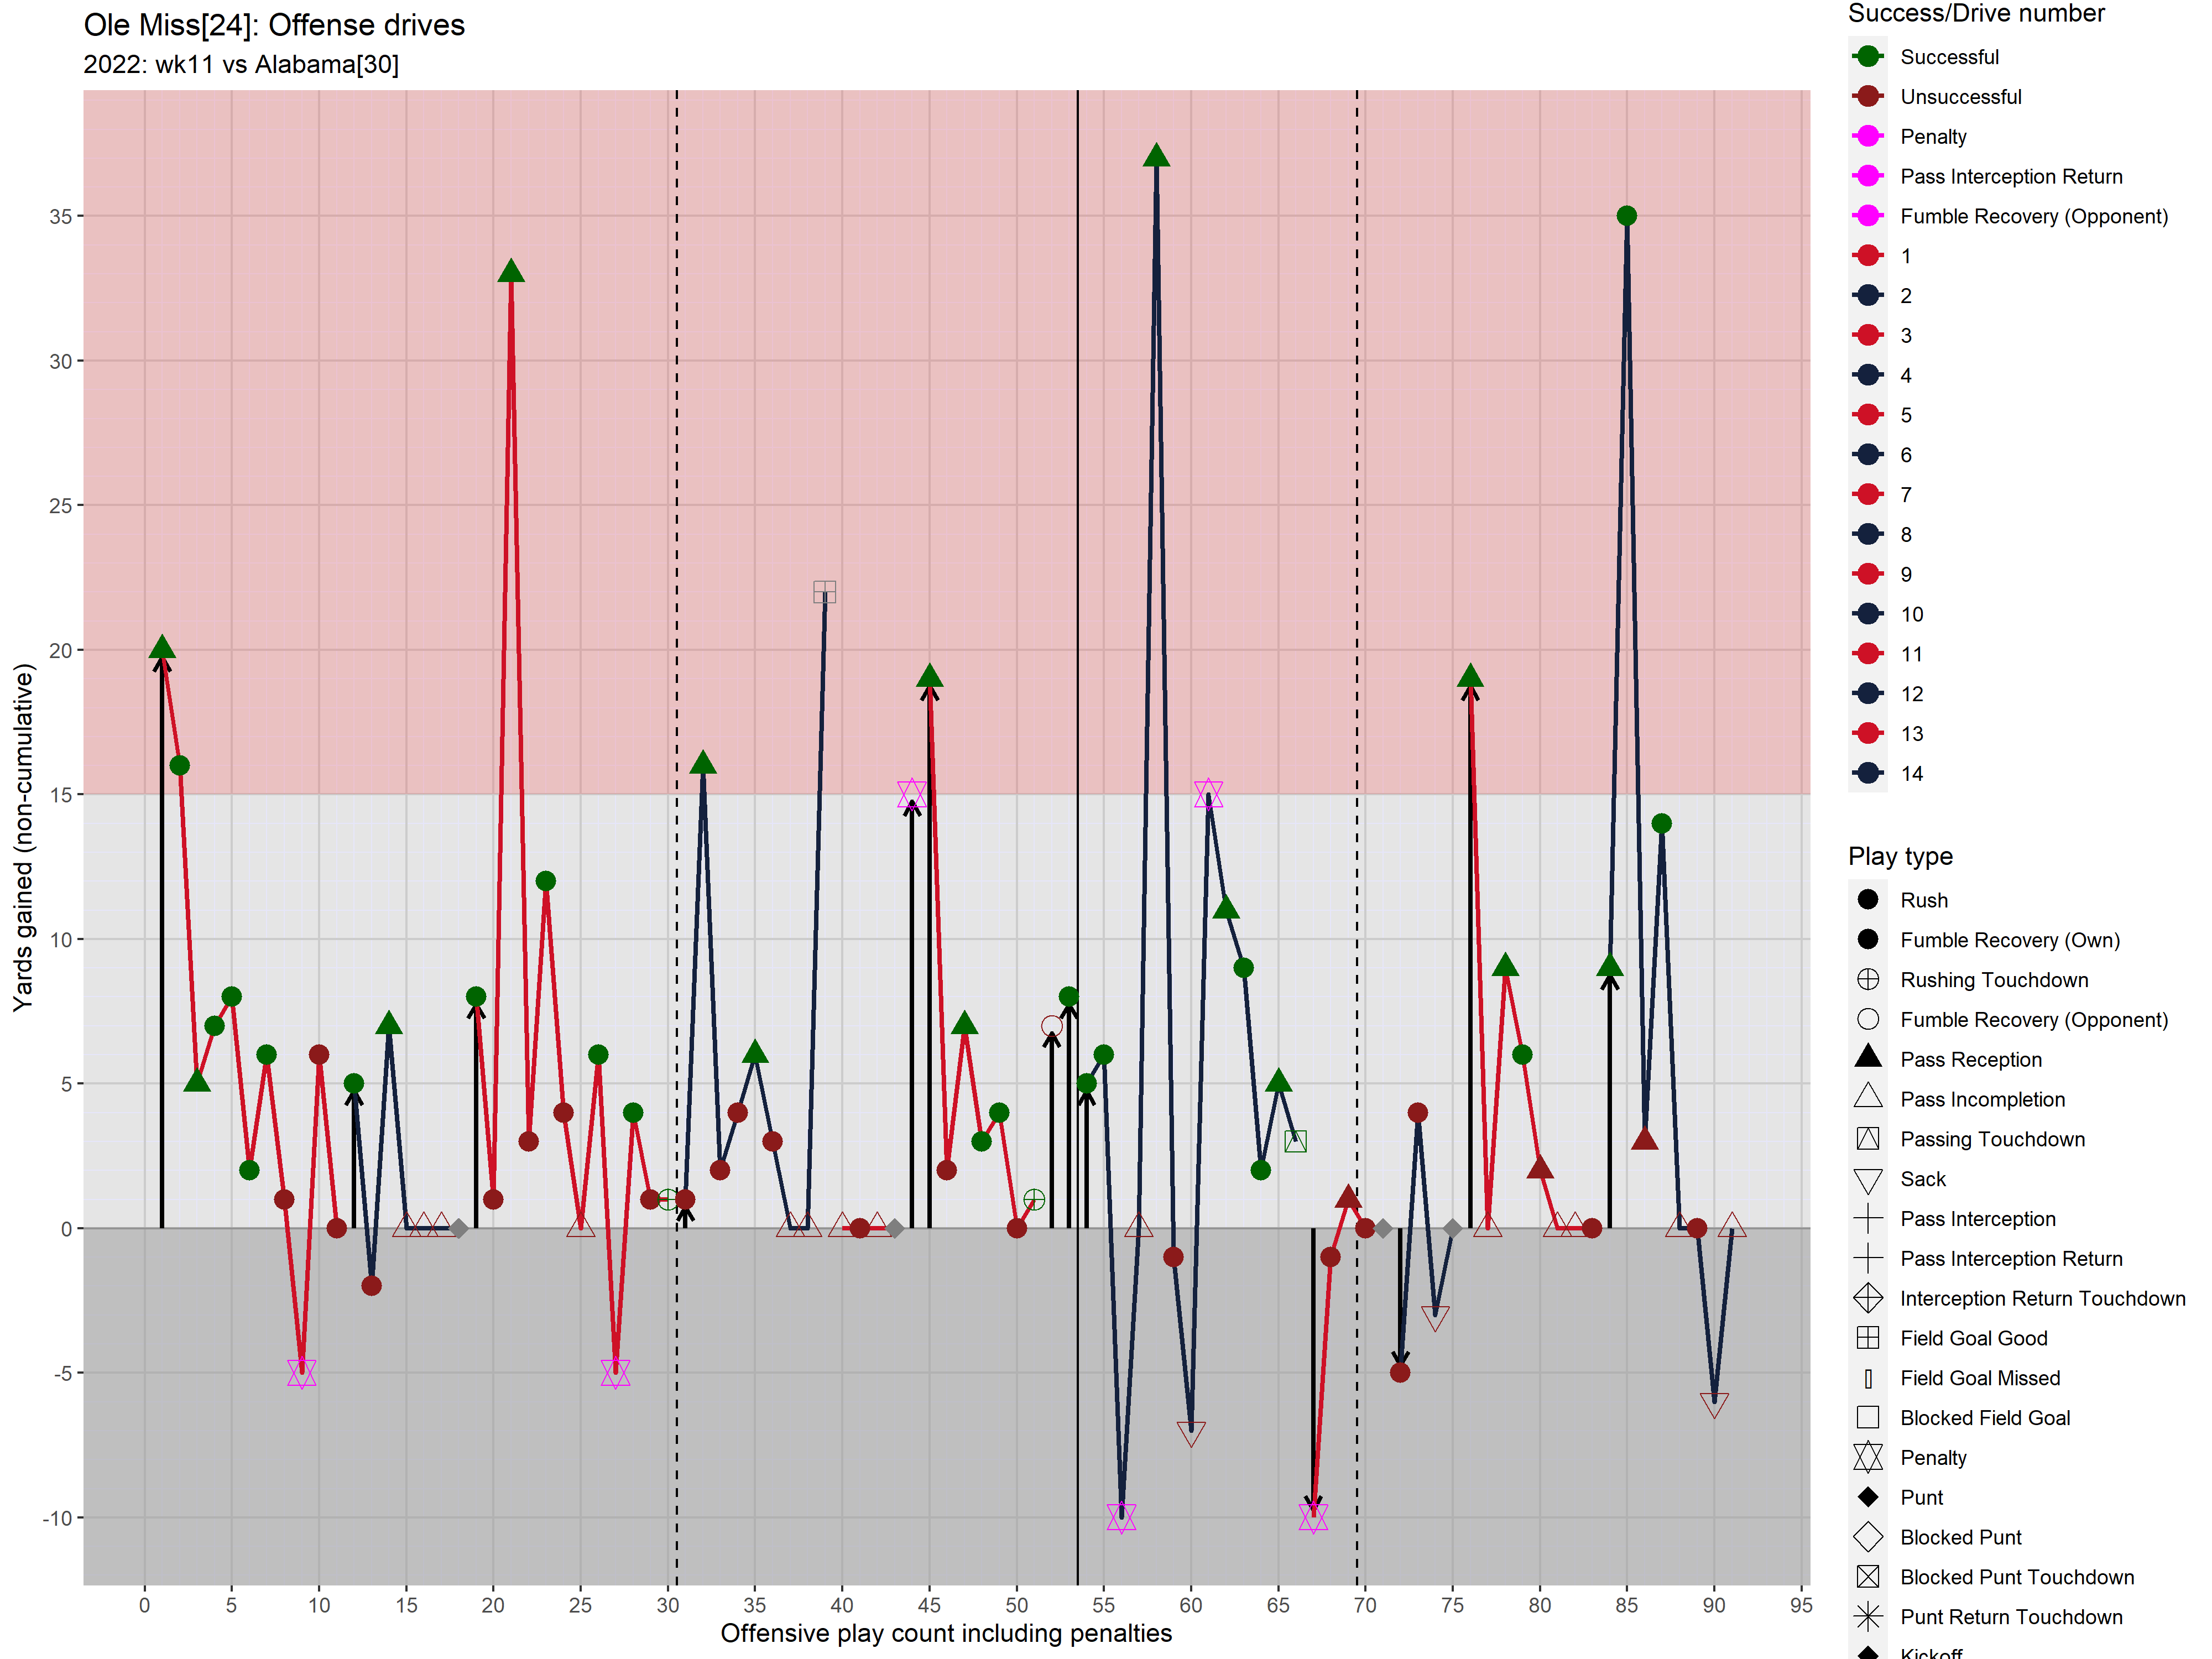 Ole Miss[24]: Offense drives
2022: wk11 vs Alabama[30]
Yards gained (non-cumulative)
35
30
25
20
15
10
5
0
-5
-10
0 5 10 15 20 25 30 35 40 45 50 55 60 65 70 75 80 85 90 95
Offensive play count including penalties
Success/Drive number
Successful
Unsuccessful
Penalty
Pass Interception Return
Fumble Recovery (Opponent)
1
2
3
4
5
6
7
8
9
10
11
12
13
14
Play type
Rush
Fumble Recovery (Own)
Rushing Touchdown
Fumble Recovery (Opponent)
Pass Reception
Pass Incompletion
Passing Touchdown
Sack
Pass Interception
Pass Interception Return
Interception Return Touchdown
Field Goal Good
Field Goal Missed
Blocked Field Goal
Penalty
Punt
Blocked Punt
Blocked Punt Touchdown
Punt Return Touchdown
Kickoff